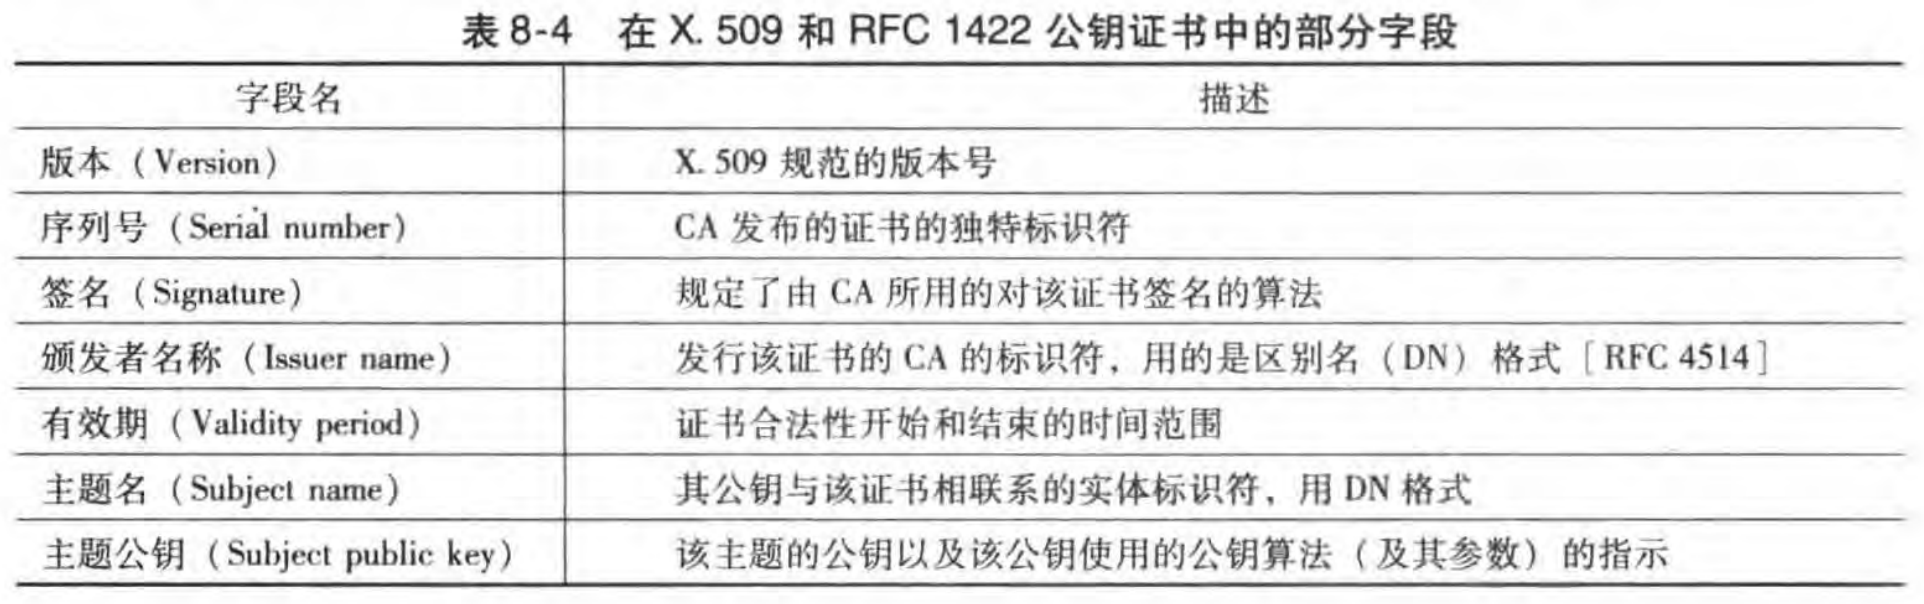 表 8-4 在 X. 509 和 RFC 1422 公钥证书中的部分字段
字段名 描述
版本（Version） X. 509 规范的版本号
序列号（Serial number） CA 发布的证书的独特标识符
签名（Signature） 规定了由 CA 所用的对该证书签名的算法
颁发者名称（Issuer name） 发行该证书的 CA 的标识符，用的是区别名（DN）格式［RFC 4514］
有效期（Validity period） 证书合法性开始和结束的时间范围
主题名（Subject name） 其公钥与该证书相联系的实体标识符，用 DN 格式
主题公钥（Subject public key） 该主题的公钥以及该公钥使用的公钥算法（及其参数）的指示